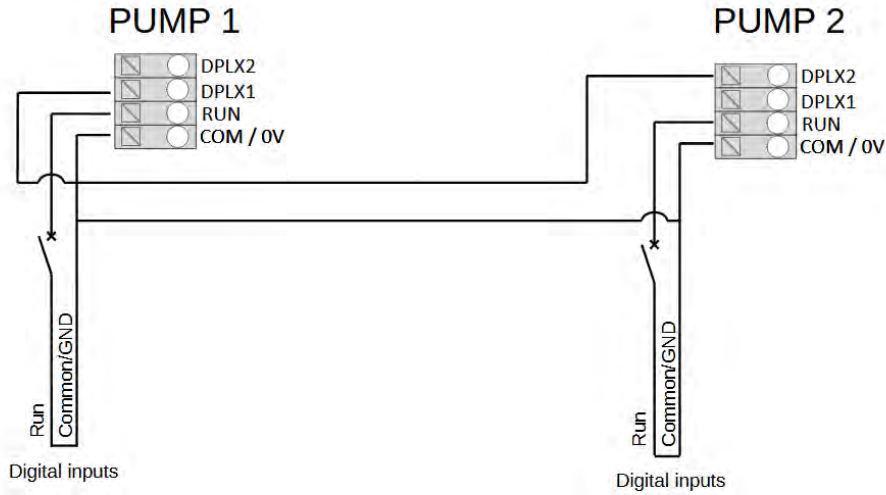 PUMP 1
PUMP 2
DPLX2
DPLX1
RUN
COM / 0V
DPLX2
DPLX1
RUN
COM / 0V
Run
Common/GND
Digital inputs
Run
Common/GND
Digital inputs